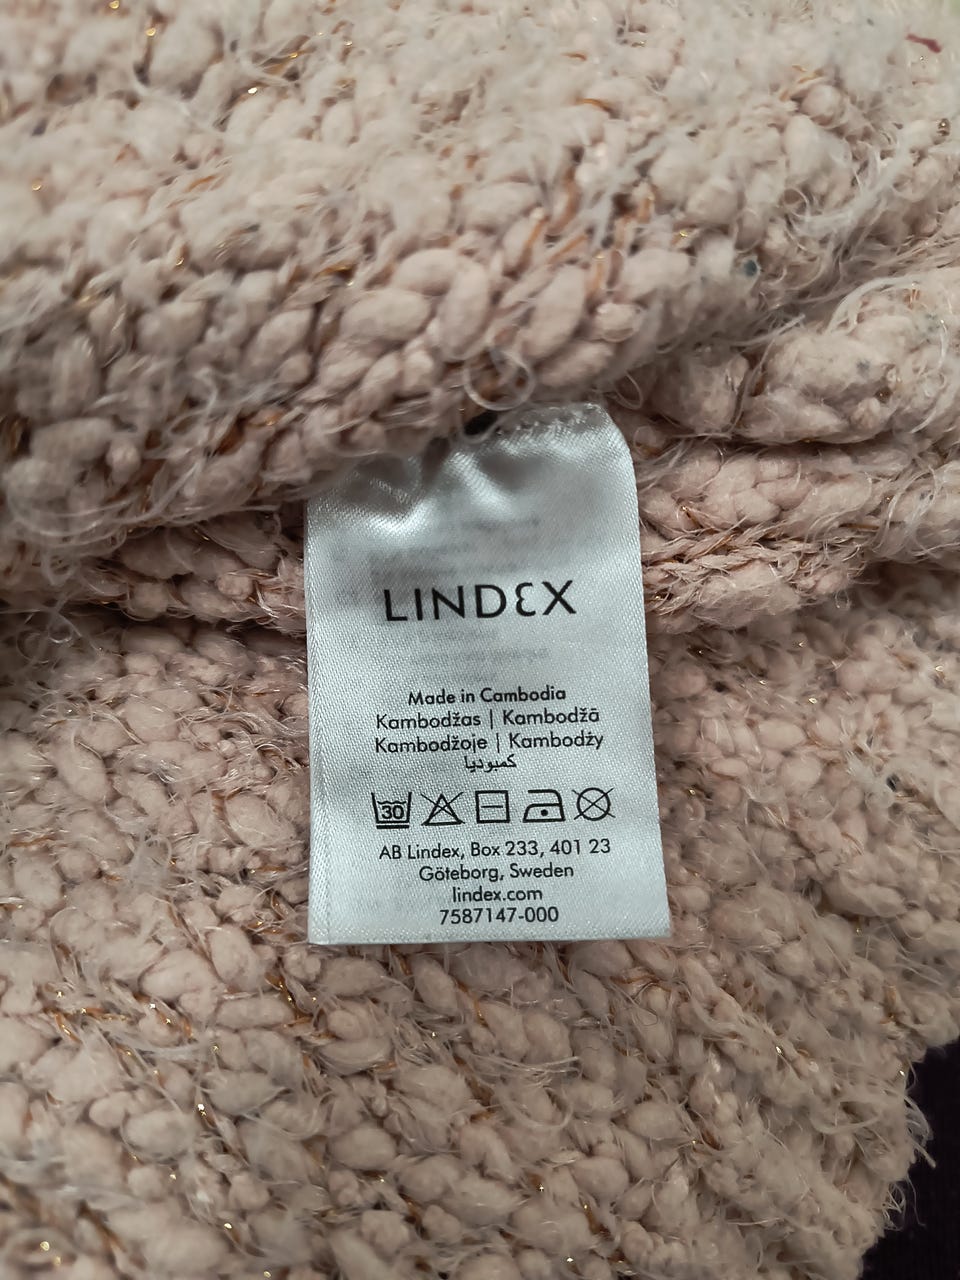 LINDEX
Made in Cambodia
Kambodžas | Kambodžā
Kambodžoje | Kambodży
كمبوديا
30
AB Lindex, Box 233, 401 23
Göteborg, Sweden
lindex.com
7587147-000